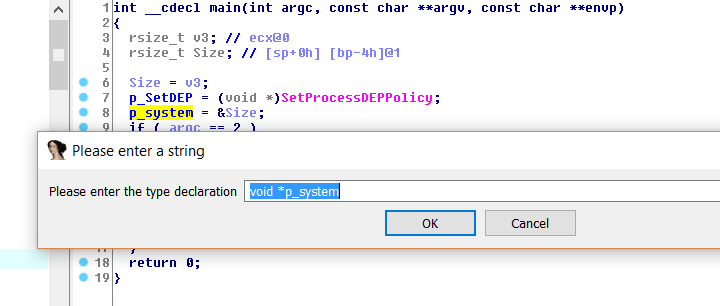 1 int __cdecl main(int argc, const char **argv, const char **envp)
2 {
3 rsize_t v3; // ecx@0
4 rsize_t Size; // [sp+0h] [bp-4h]@1
5
6 Size = v3;
7 p_SetDEP = (void *)SetProcessDEPPolicy;
8 p_system = &Size;
9 if ( argc == 2 )
Please enter a string
Please enter the type declaration void *p_system
OK Cancel
18 return 0;
19 }